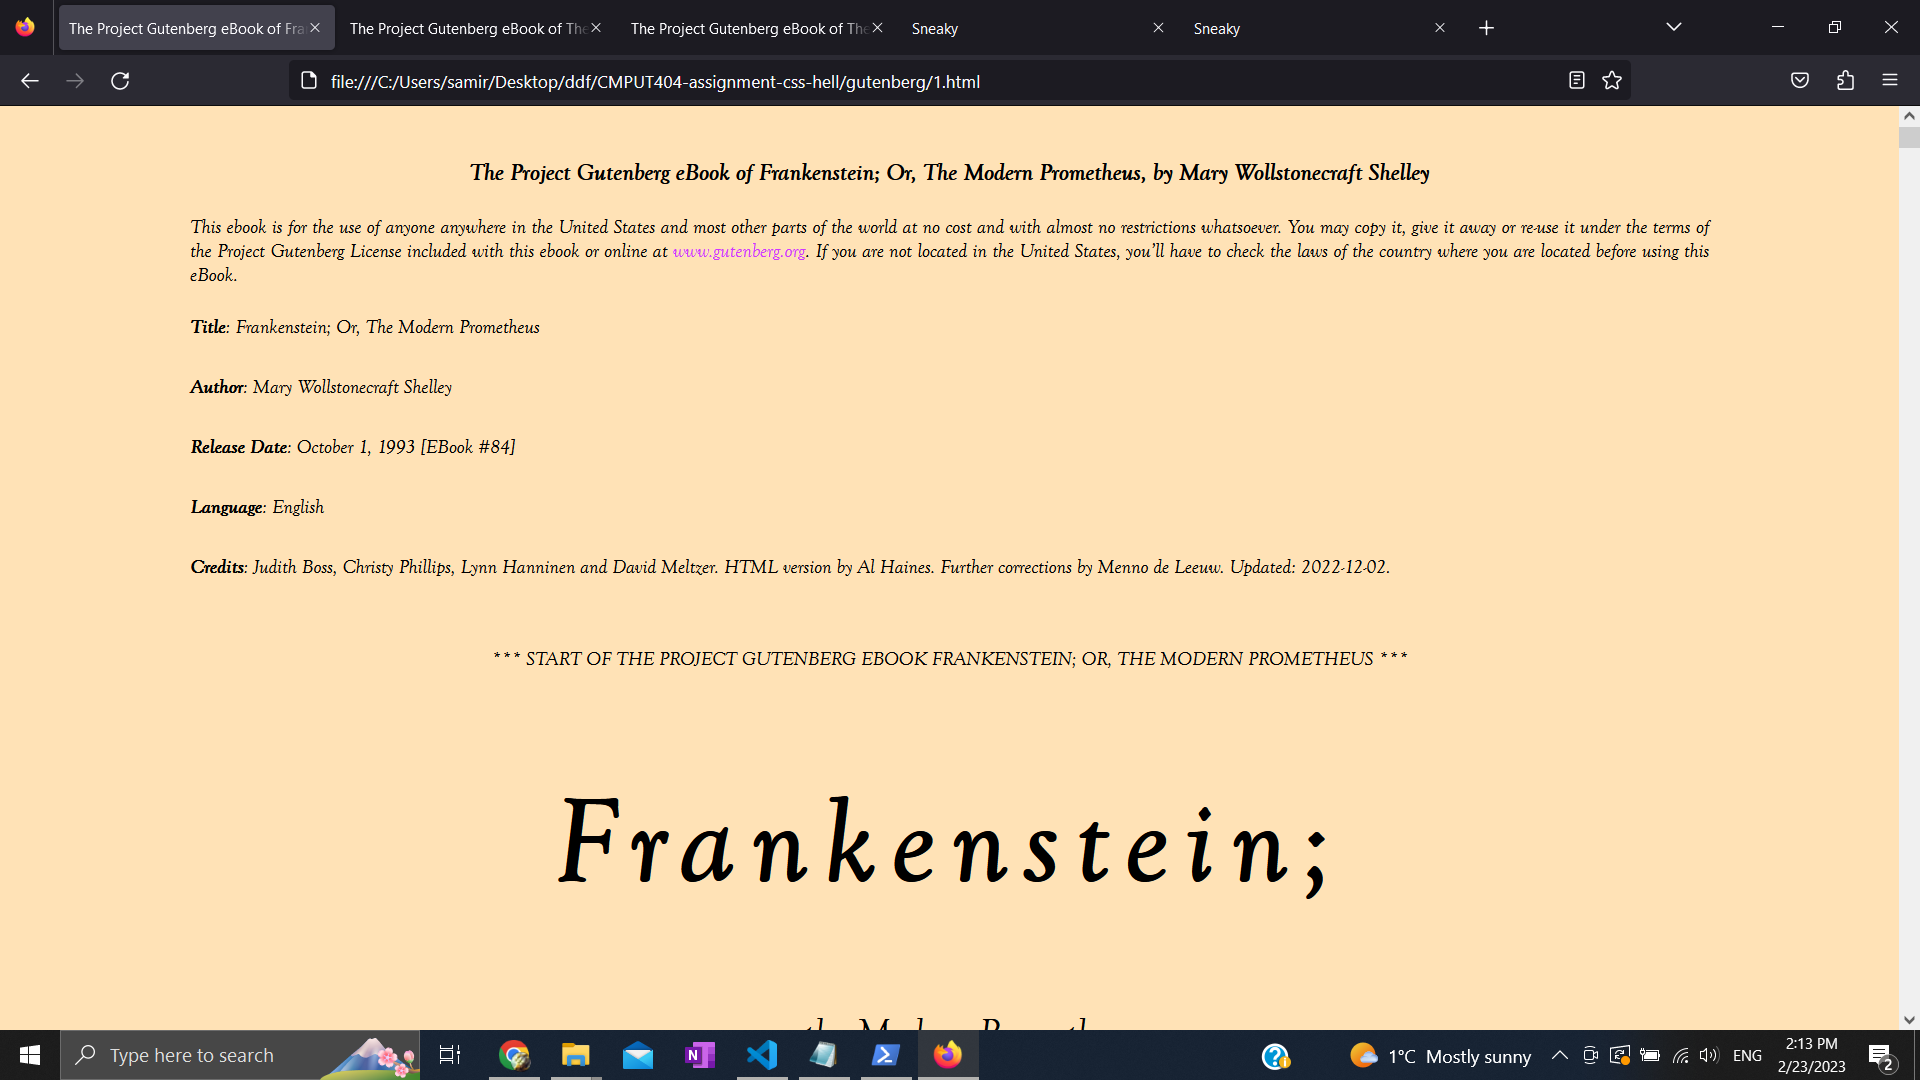 The Project Gutenberg eBook of Fra
The Project Gutenberg eBook of The
The Project Gutenberg eBook of The
Sneaky
Sneaky
file:///C:/Users/samir/Desktop/ddf/CMPUT404-assignment-css-hell/gutenberg/1.html
The Project Gutenberg eBook of Frankenstein; Or, The Modern Prometheus, by Mary Wollstonecraft Shelley
This ebook is for the use of anyone anywhere in the United States and most other parts of the world at no cost and with almost no restrictions whatsoever. You may copy it, give it away or re-use it under the terms of
the Project Gutenberg License included with this ebook or online at www.gutenberg.org. If you are not located in the United States, you’ll have to check the laws of the country where you are located before using this
eBook.
Title: Frankenstein; Or, The Modern Prometheus
Author: Mary Wollstonecraft Shelley
Release Date: October 1, 1993 [EBook #84]
Language: English
Credits: Judith Boss, Christy Phillips, Lynn Hanninen and David Meltzer. HTML version by Al Haines. Further corrections by Menno de Leeuw. Updated: 2022-12-02.
*** START OF THE PROJECT GUTENBERG EBOOK FRANKENSTEIN; OR, THE MODERN PROMETHEUS ***
Frankenstein;
Type here to search
N
1°C Mostly sunny
ENG
2:13 PM
2/23/2023
2